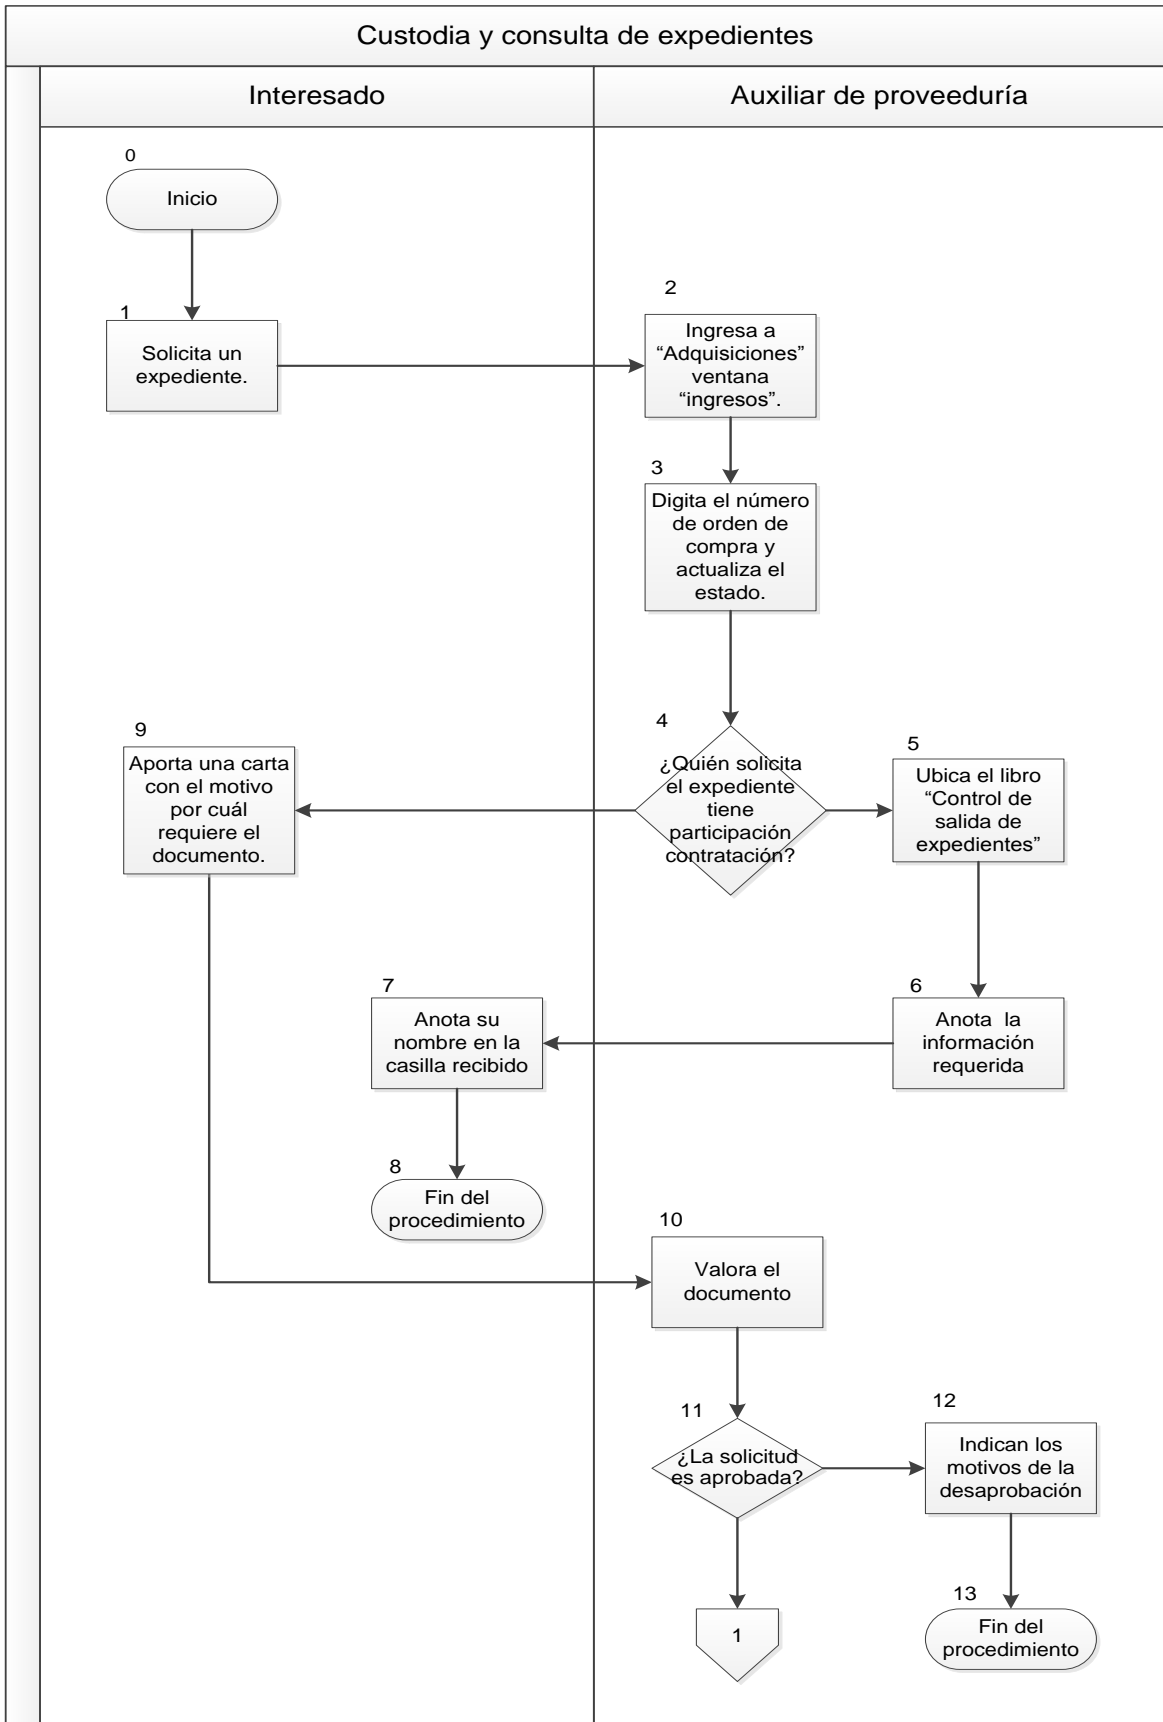 Custodia y consulta de expedientes
Interesado
Auxiliar de proveeduría
0
Inicio
1
Solicita un
expediente.
2
Ingresa a
“Adquisiciones”
ventana
“ingresos”.
3
Digita el número
de orden de
compra y
actualiza el
estado.
4
¿Quién solicita
el expediente
tiene
participación
contratación?
5
Ubica el libro
“Control de
salida de
expedientes”
6
Anota  la
información
requerida
7
Anota su
nombre en la
casilla recibido
8
Fin del
procedimiento
9
Aporta una carta
con el motivo
por cuál
requiere el
documento.
10
Valora el
documento
11
¿La solicitud
es aprobada?
12
Indican los
motivos de la
desaprobación
13
Fin del
procedimiento
1